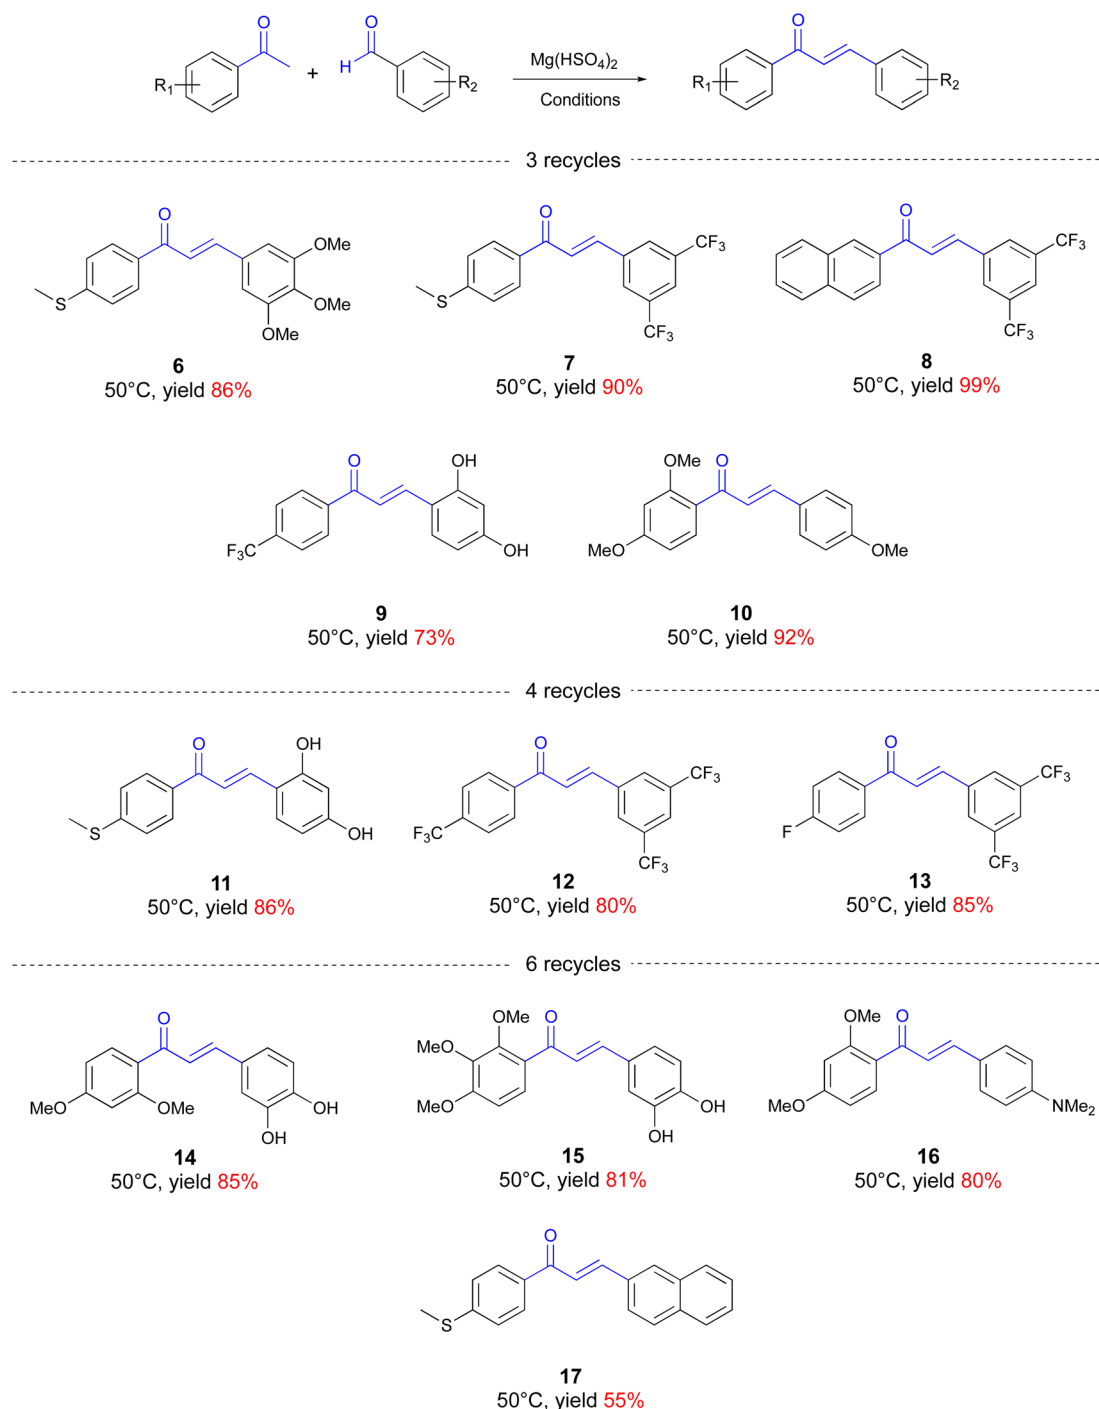 O
O
O
H
+
R1
R2
Mg(HSO4)2
Conditions
R1
R2
3 recycles
O
OMe
OMe
OMe
S
6
50°C, yield 86%
O
CF3
CF3
S
7
50°C, yield 90%
O
CF3
CF3
8
50°C, yield 99%
O
OH
F3C
OH
9
50°C, yield 73%
OMe
O
MeO
OMe
10
50°C, yield 92%
4 recycles
O
OH
S
OH
11
50°C, yield 86%
O
CF3
F3C
CF3
12
50°C, yield 80%
O
CF3
F
CF3
13
50°C, yield 85%
6 recycles
O
MeO
OMe
OH
OH
14
50°C, yield 85%
OMe
O
MeO
MeO
OH
OH
15
50°C, yield 81%
OMe
O
MeO
NMe2
16
50°C, yield 80%
O
S
17
50°C, yield 55%